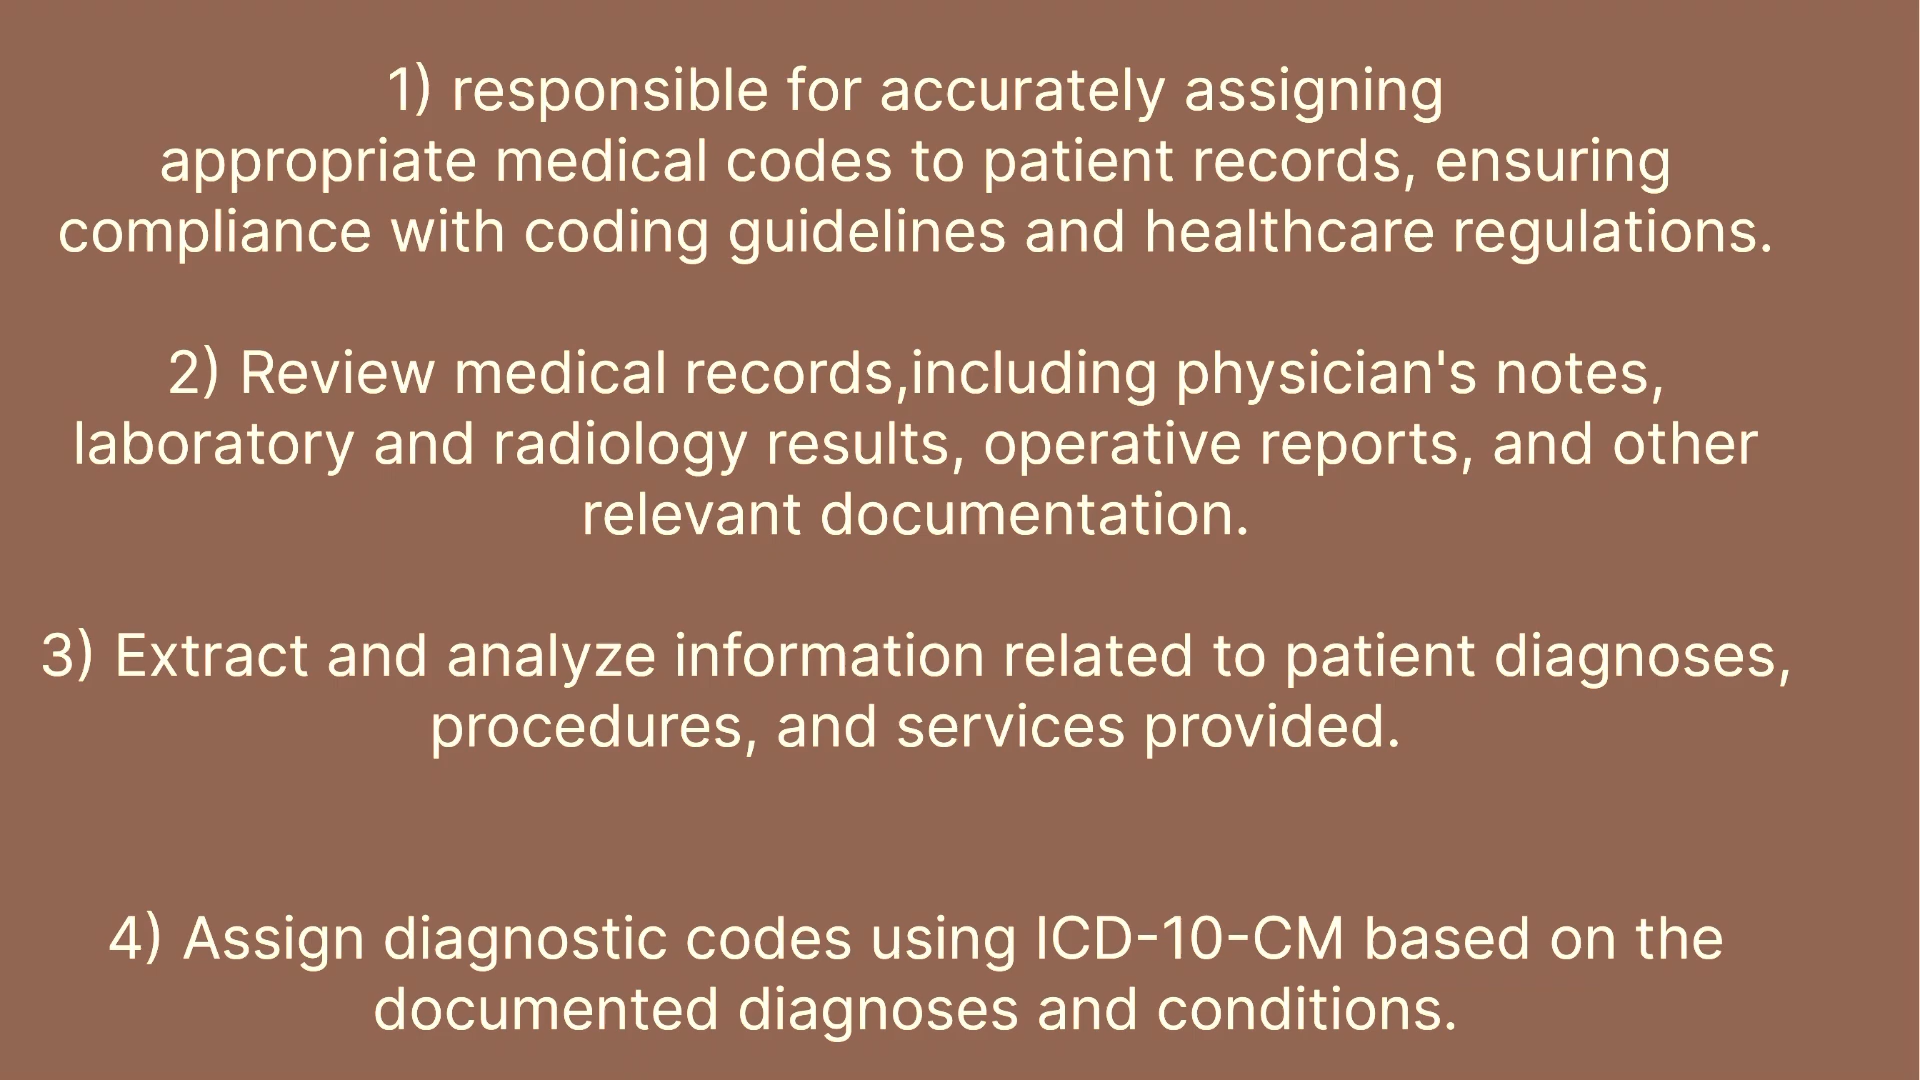 1) responsible for accurately assigning
appropriate medical codes to patient records, ensuring
compliance with coding guidelines and healthcare regulations.
2) Review medical records,including physician's notes,
laboratory and radiology results, operative reports, and other
relevant documentation.
3) Extract and analyze information related to patient diagnoses,
procedures, and services provided.
4) Assign diagnostic codes using ICD-10-CM based on the
documented diagnoses and conditions.